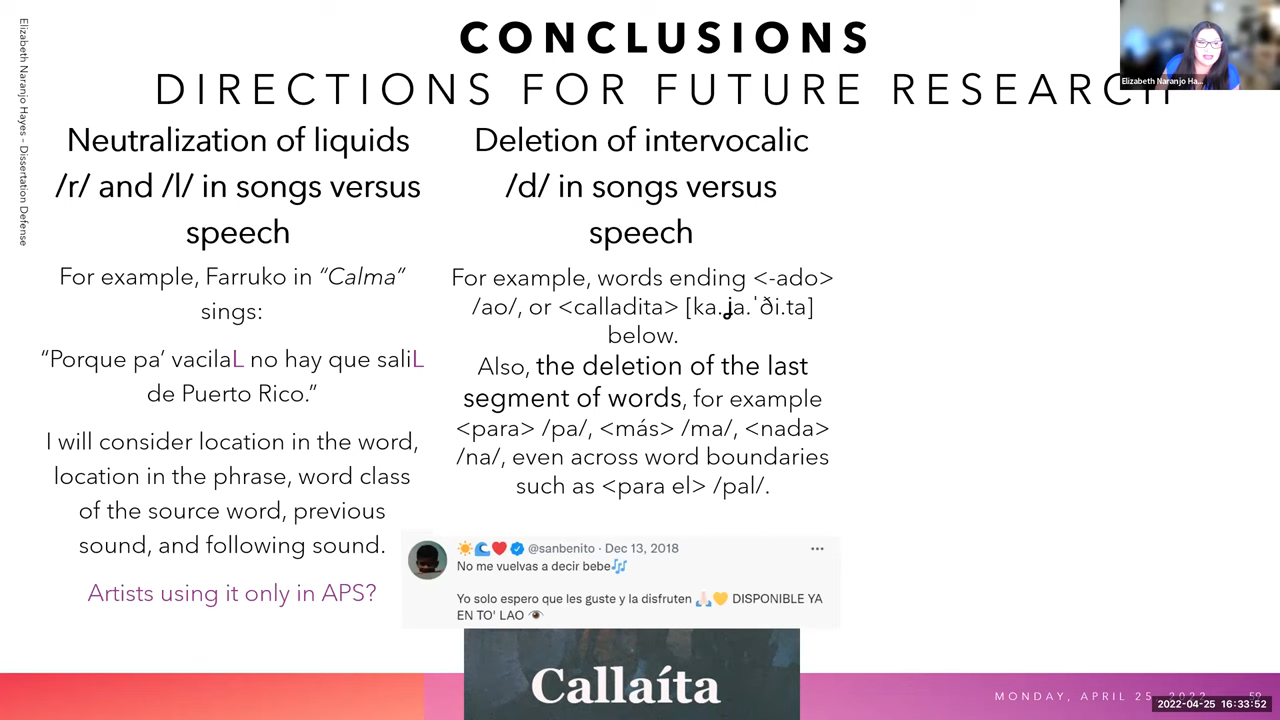 Elizabeth Naranjo Hayes - Dissertation Defense
CONCLUSIONS
DIRECTIONS FOR FUTURE RESEARCH
Elizabeth Naranjo Ha...
Neutralization of liquids
/r/ and /l/ in songs versus
speech
For example, Farruko in “Calma”
sings:
“Porque pa’ vacilaL no hay que saliL
de Puerto Rico.”
I will consider location in the word,
location in the phrase, word class
of the source word, previous
sound, and following sound.
Artists using it only in APS?
Deletion of intervocalic
/d/ in songs versus
speech
For example, words ending <-ado>
/ao/, or <calladita> [ka.ʝa.ˈði.ta]
below.
Also, the deletion of the last
segment of words, for example
<para> /pa/, <más> /ma/, <nada>
/na/, even across word boundaries
such as <para el> /pal/.
☀️🌊❤️ @sanbenito · Dec 13, 2018 ···
No me vuelvas a decir bebe🎶
Yo solo espero que les guste y la disfruten 🙏🏻💛 DISPONIBLE YA
EN TO' LAO 👁
Callaíta
MONDAY, APRIL 25, 2022 59
2022-04-25 16:33:52